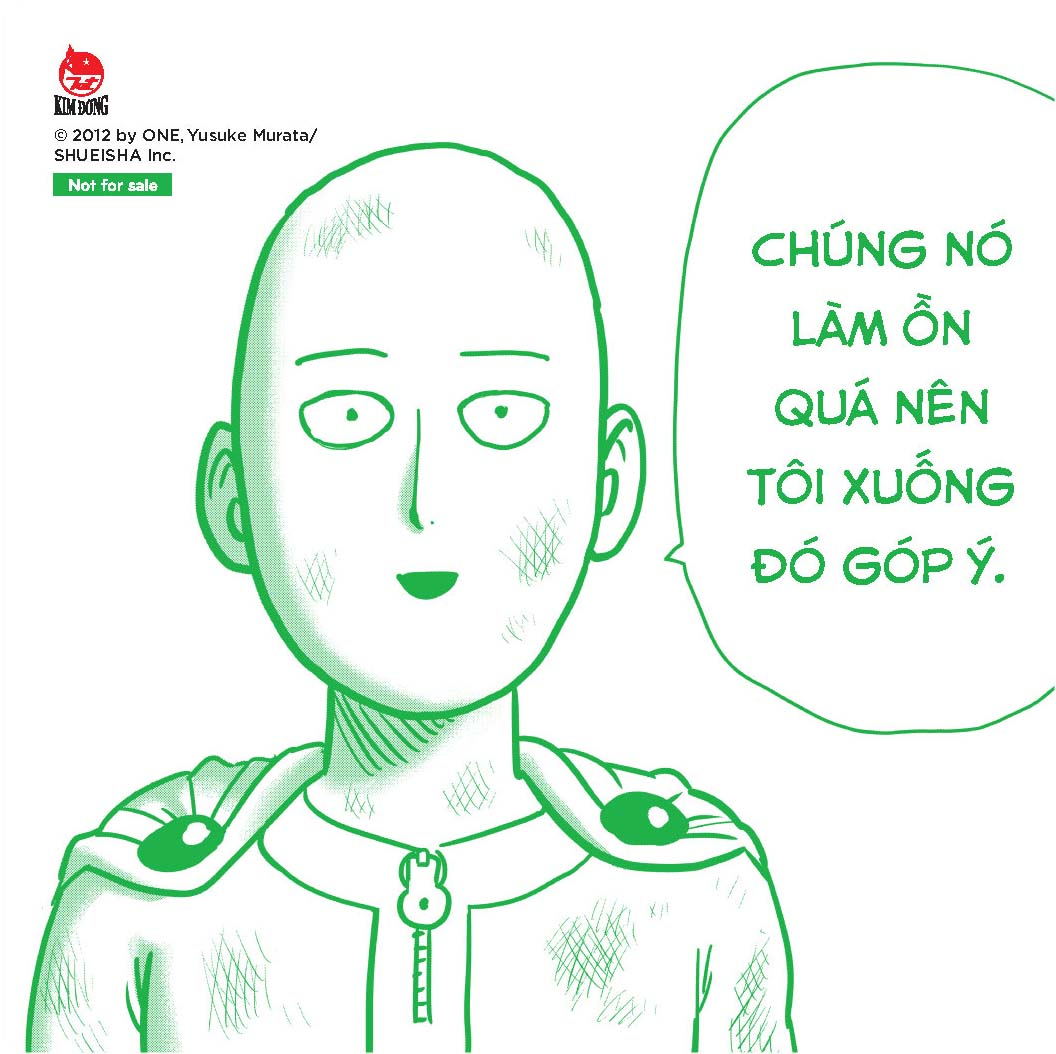 KIM ĐỒNG
© 2012 by ONE, Yusuke Murata/
SHUEISHA Inc.
Not for sale
CHÚNG NÓ
LÀM ỒN
QUÁ NÊN
TÔI XUỐNG
ĐÓ GÓP Ý.